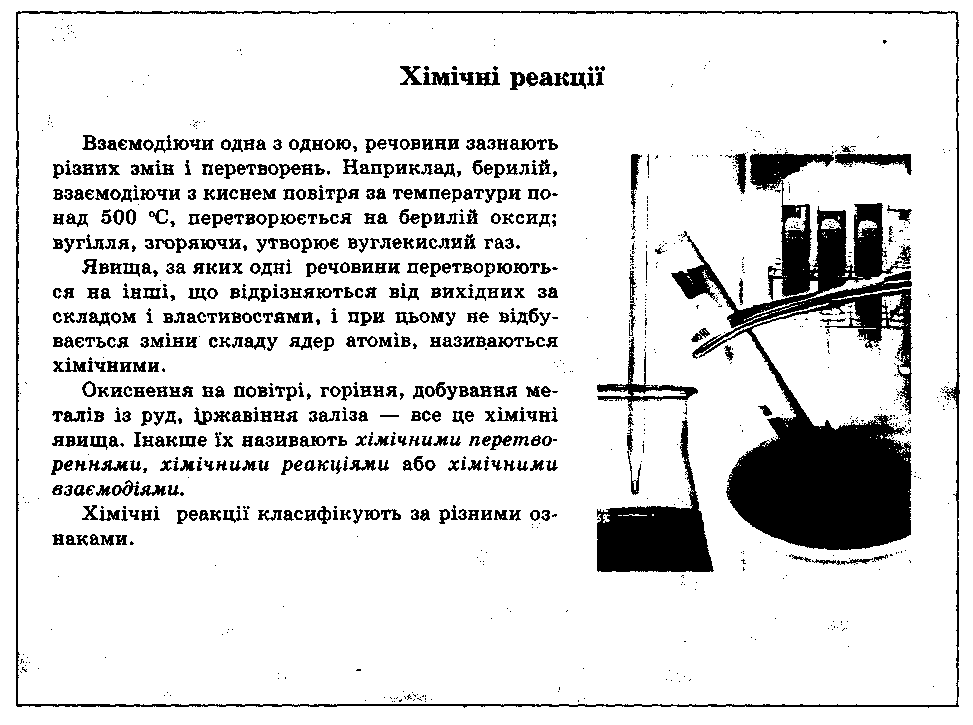 Хімічні реакції
Взаємодіючи одна з одною, речовини зазнають
різних змін і перетворень. Наприклад, берилій,
взаємодіючи з киснем повітря за температури по-
над 500 °С, перетворюється на берилій оксид;
вугілля, згоряючи, утворює вуглекислий газ.
Явища, за яких одні речовини перетворюють-
ся на інші, що відрізняються від вихідних за
складом і властивостями, і при цьому не відбу-
вається зміни складу ядер атомів, називаються
хімічними.
Окиснення на повітрі, горіння, добування ме-
талів із руд, іржавіння заліза — все це хімічні
явища. Інакше їх називають хімічними перетво-
реннями, хімічними реакціями або хімічними
взаємодіями.
Хімічні реакції класифікують за різними оз-
наками.